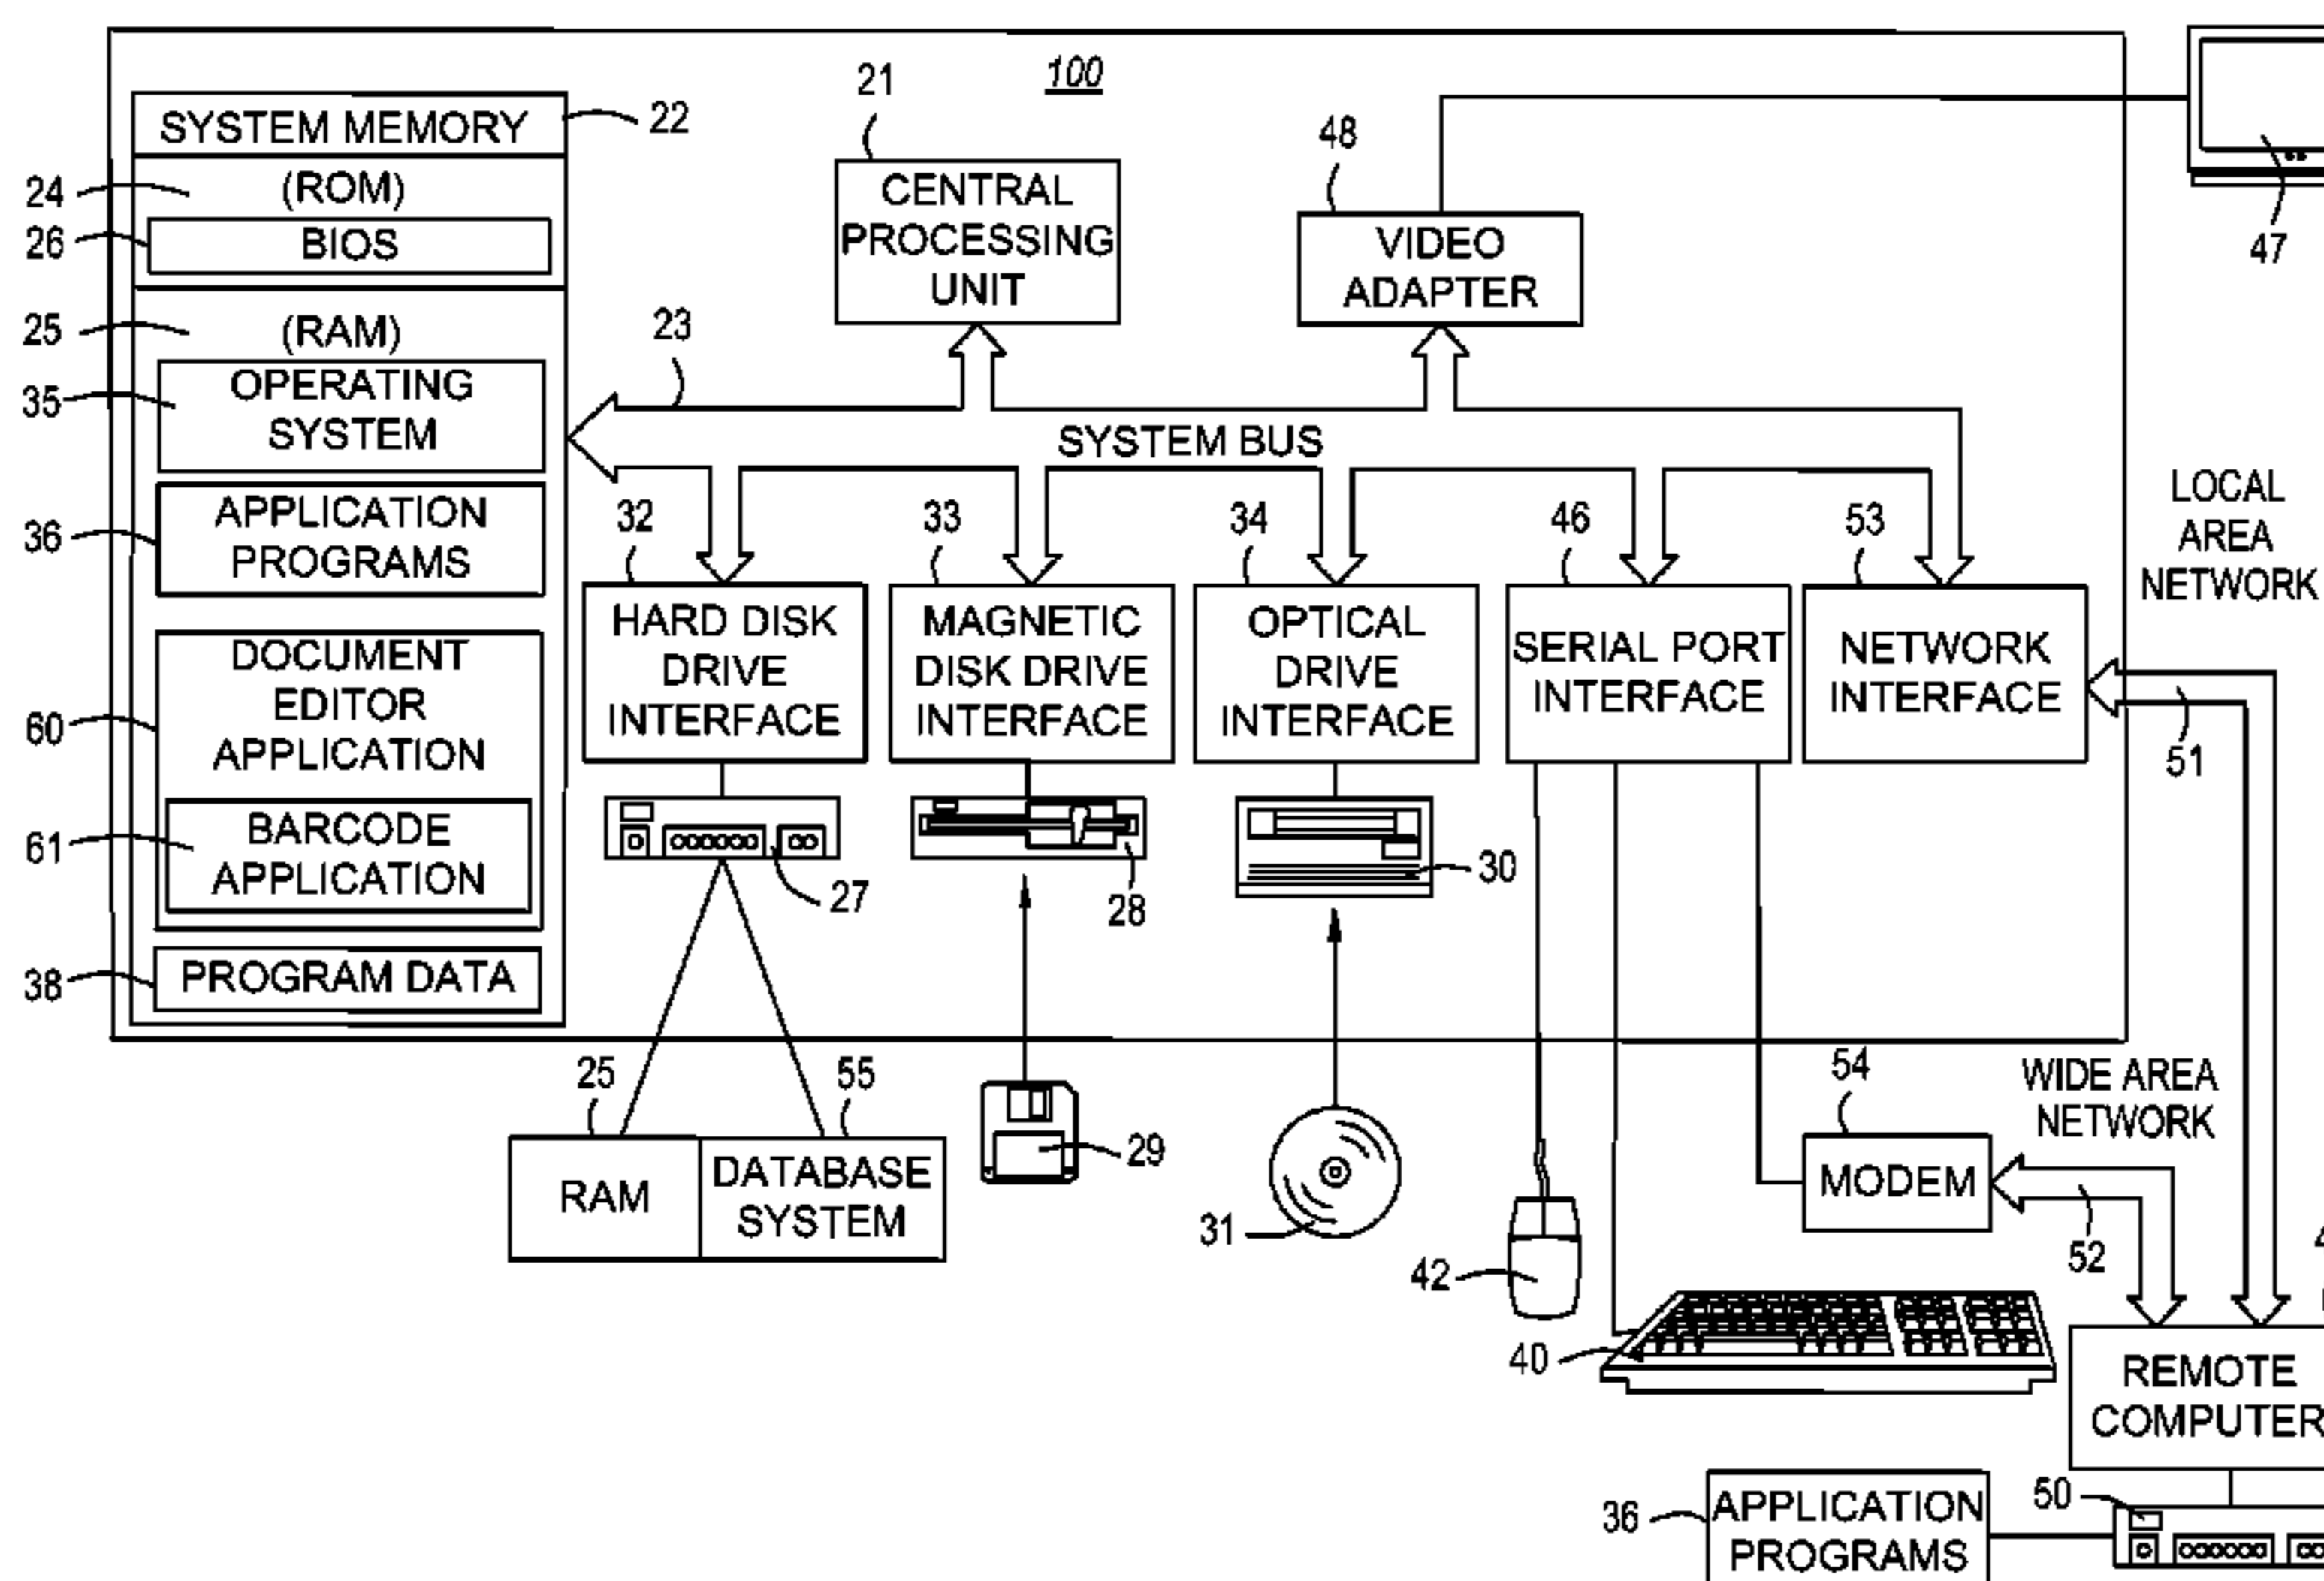 100
21
SYSTEM MEMORY
22
24
(ROM)
26
BIOS
25
(RAM)
35
OPERATING
SYSTEM
36
APPLICATION
PROGRAMS
60
DOCUMENT
EDITOR
APPLICATION
61
BARCODE
APPLICATION
38
PROGRAM DATA
CENTRAL
PROCESSING
UNIT
48
VIDEO
ADAPTER
47
23
SYSTEM BUS
32
HARD DISK
DRIVE
INTERFACE
33
MAGNETIC
DISK DRIVE
INTERFACE
34
OPTICAL
DRIVE
INTERFACE
46
SERIAL PORT
INTERFACE
53
NETWORK
INTERFACE
LOCAL
AREA
NETWORK
51
27
28
30
25
RAM
55
DATABASE
SYSTEM
29
31
42
40
54
MODEM
WIDE AREA
NETWORK
52
REMOTE
COMPUTER
50
36
APPLICATION
PROGRAMS